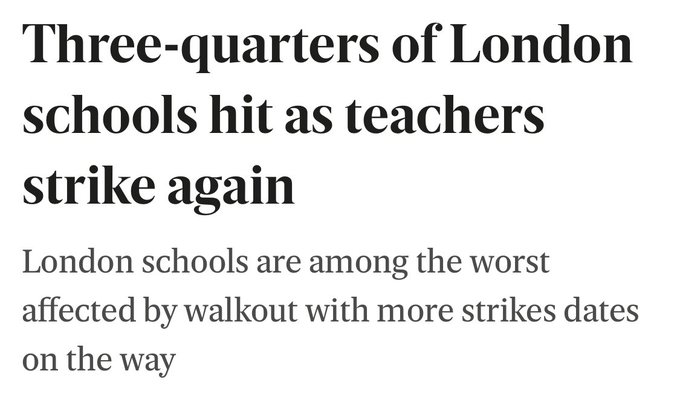 Three-quarters of London
schools hit as teachers
strike again
London schools are among the worst
affected by walkout with more strikes dates
on the way